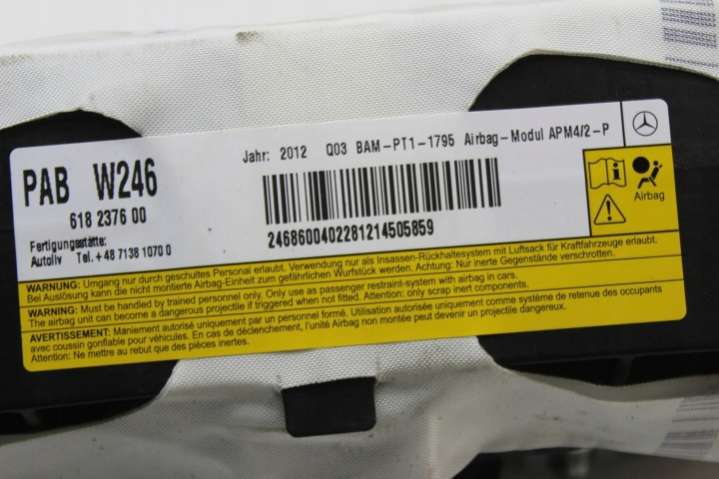 Jahr: 2012 Q03 BAM-PT1-1795 Airbag-Modul APM4/2-P
PAB W246
618 2376 00
Fertigungsstätte:
Autoliv Tel. +48 71381070 0
2468600402281214505859
Airbag
WARNUNG: Umgang nur durch geschultes Personal erlaubt. Verwendung nur als Insassen-Rückhaltesystem mit Luftsack für Kraftfahrzeuge erlaubt.
Bei Auslösung kann die nicht montierte Airbag-Einheit zum gefährlichen Wurfstück werden. Achtung: Nur inerte Gegenstände verschrotten.
WARNING: Must be handled by trained personnel only. Only use as passenger restraint-system with airbag in cars.
The airbag unit can become a dangerous projectile if triggered when not fitted. Attention: only scrap inert components.
AVERTISSEMENT: Maniement autorisé uniquement par un personnel formé. Utilisation autorisée uniquement comme système de retenue des occupants
avec coussin gonflable pour véhicules. En cas de déclenchement, l'unité Airbag non montée peut devenir un projectile dangereux.
Attention: Ne mettre au rebut que des pièces inertes.